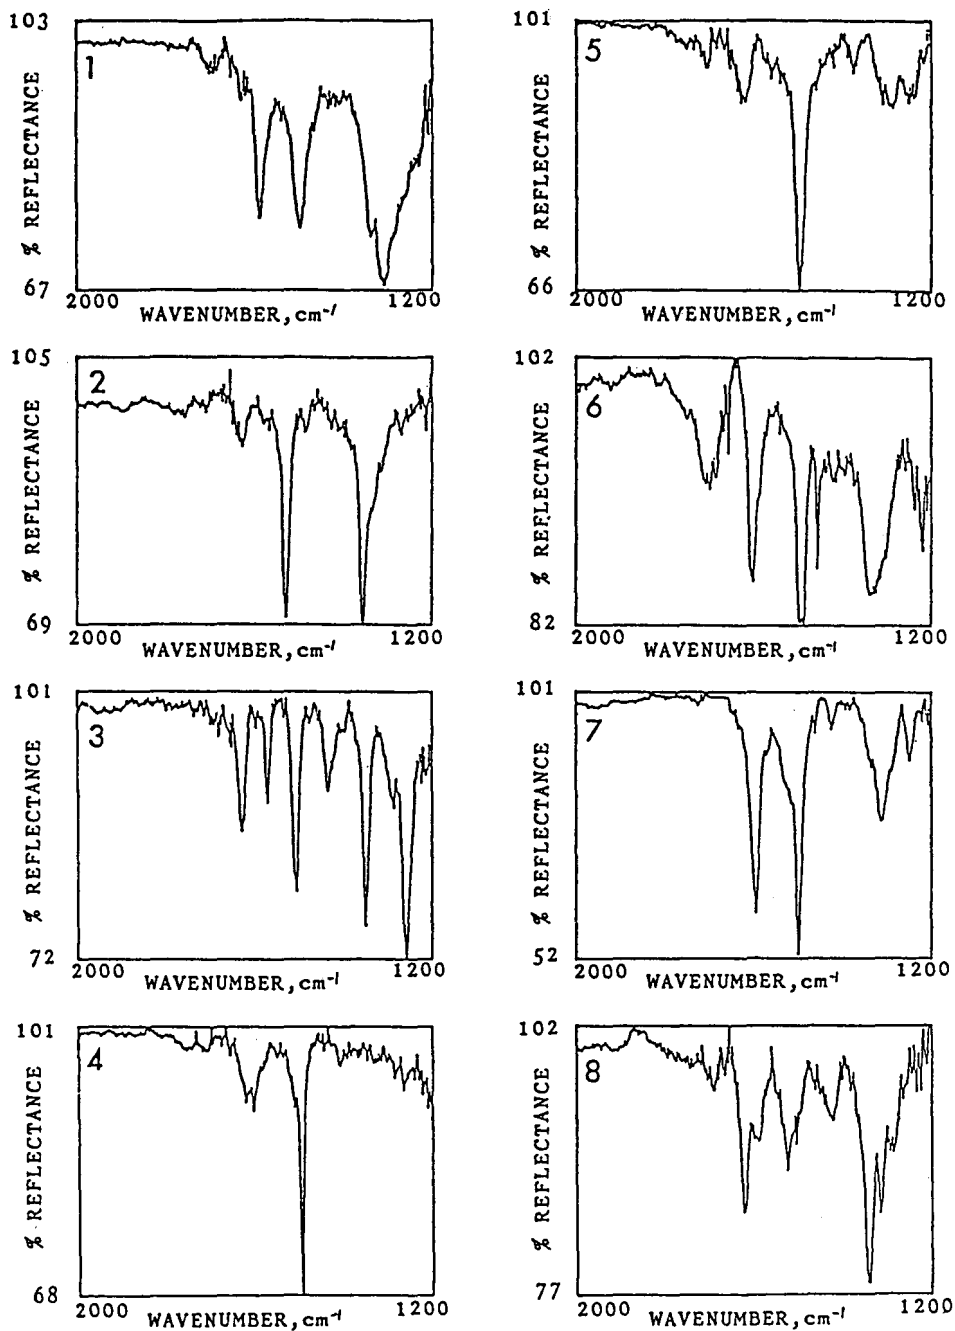 103
1
% REFLECTANCE
67
2000
1200
WAVENUMBER, cm⁻¹
101
5
% REFLECTANCE
66
2000
1200
WAVENUMBER, cm⁻¹
105
2
% REFLECTANCE
69
2000
1200
WAVENUMBER, cm⁻¹
102
6
% REFLECTANCE
82
2000
1200
WAVENUMBER, cm⁻¹
101
3
% REFLECTANCE
72
2000
1200
WAVENUMBER, cm⁻¹
101
7
% REFLECTANCE
52
2000
1200
WAVENUMBER, cm⁻¹
101
4
% REFLECTANCE
68
2000
1200
WAVENUMBER, cm⁻¹
102
8
% REFLECTANCE
77
2000
1200
WAVENUMBER, cm⁻¹